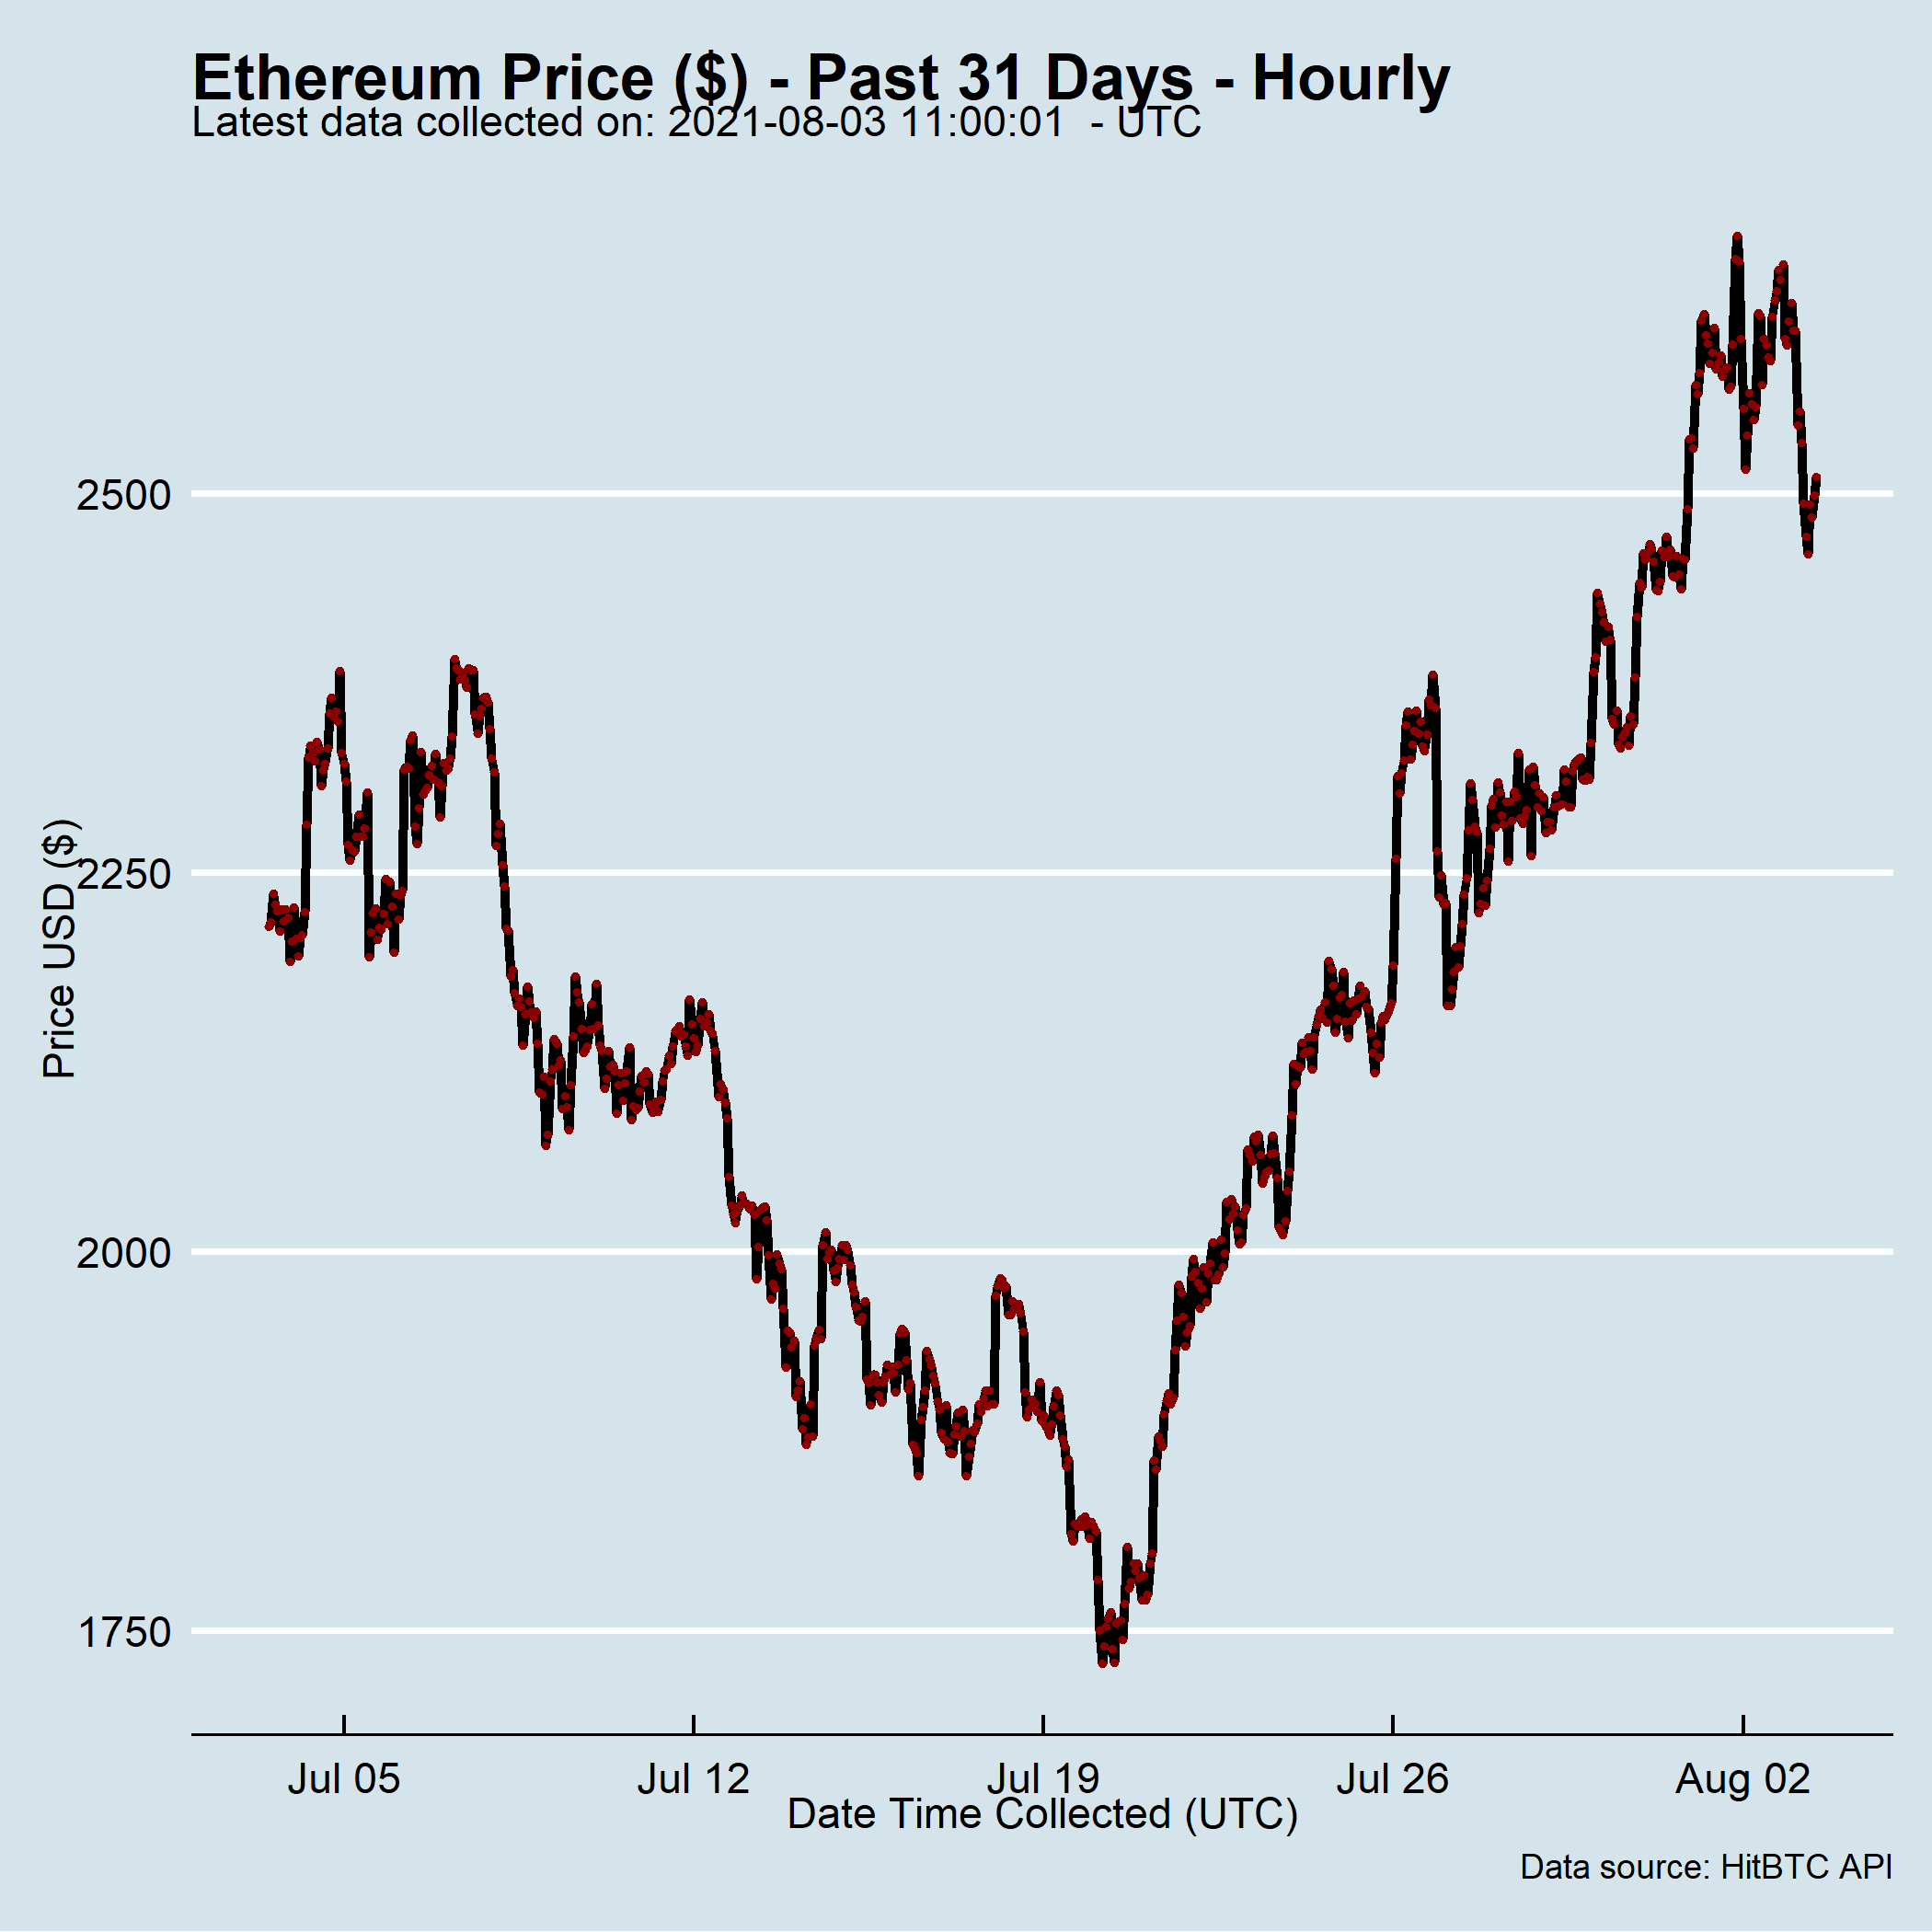 Ethereum Price ($) - Past 31 Days - Hourly
Latest data collected on: 2021-08-03 11:00:01  - UTC
Price USD ($)
2500
2250
2000
1750
Jul 05
Jul 12
Jul 19
Jul 26
Aug 02
Date Time Collected (UTC)
Data source: HitBTC API